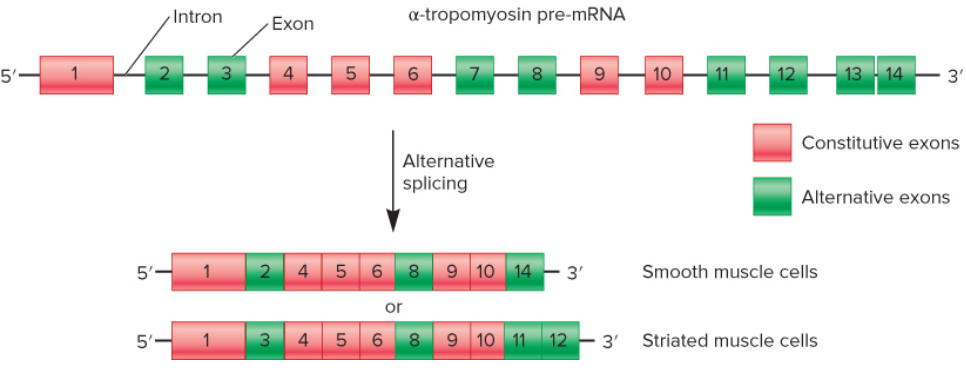 α-tropomyosin pre-mRNA
Intron
Exon
5′ 1 2 3 4 5 6 7 8 9 10 11 12 13 14 3′
Constitutive exons
Alternative
splicing
Alternative exons
5′ 1 2 4 5 6 8 9 10 14 3′ Smooth muscle cells
or
5′ 1 3 4 5 6 8 9 10 11 12 3′ Striated muscle cells